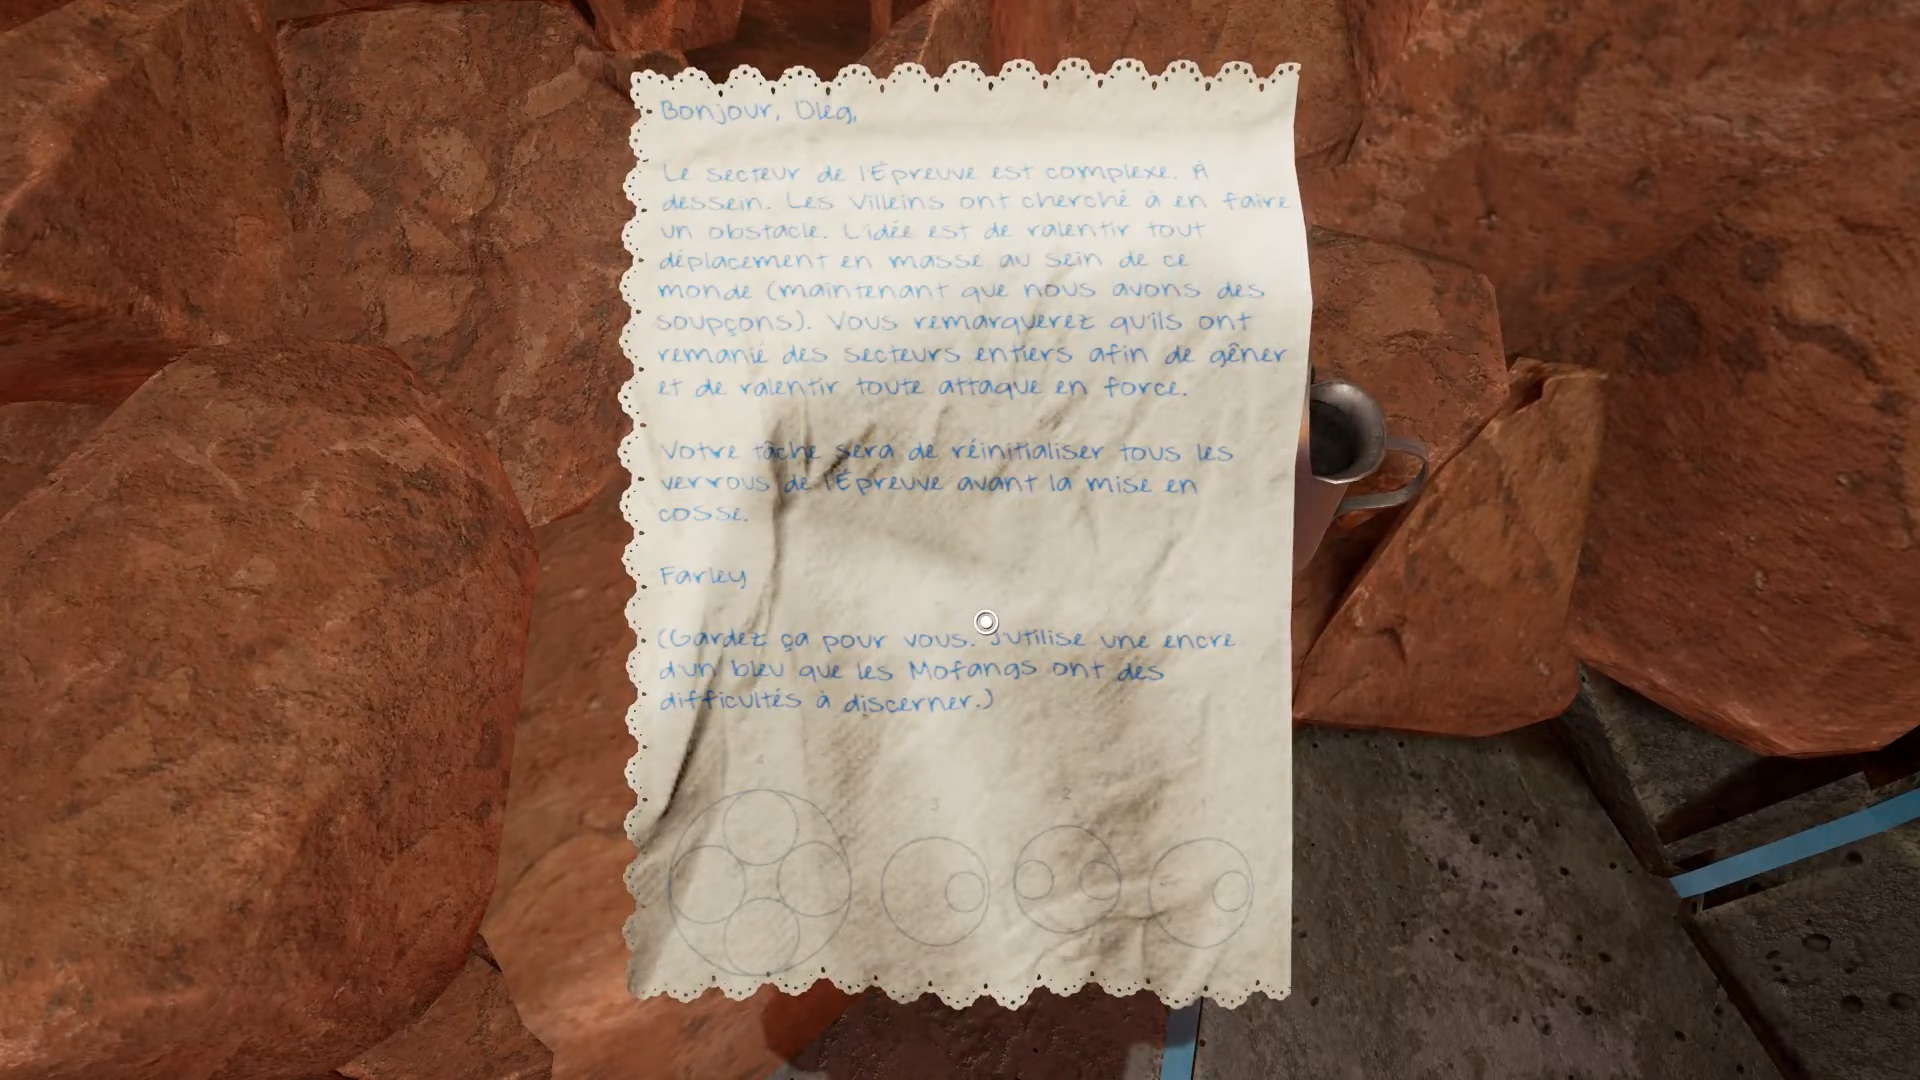 Bonjour, Oleg,
Le secteur de l'Épreuve est complexe. À
dessein. Les Villeins ont cherché à en faire
un obstacle. L'idée est de ralentir tout
déplacement en masse au sein de ce
monde (maintenant que nous avons des
soupçons). Vous remarquerez qu'ils ont
remanié des secteurs entiers afin de gêner
et de ralentir toute attaque en force.
Votre tâche sera de réinitialiser tous les
verrous de l'Épreuve avant la mise en
cosse.
Farley
(Gardez ça pour vous. J'utilise une encre
d'un bleu que les Mofangs ont des
difficultés à discerner.)
4 3 2 1